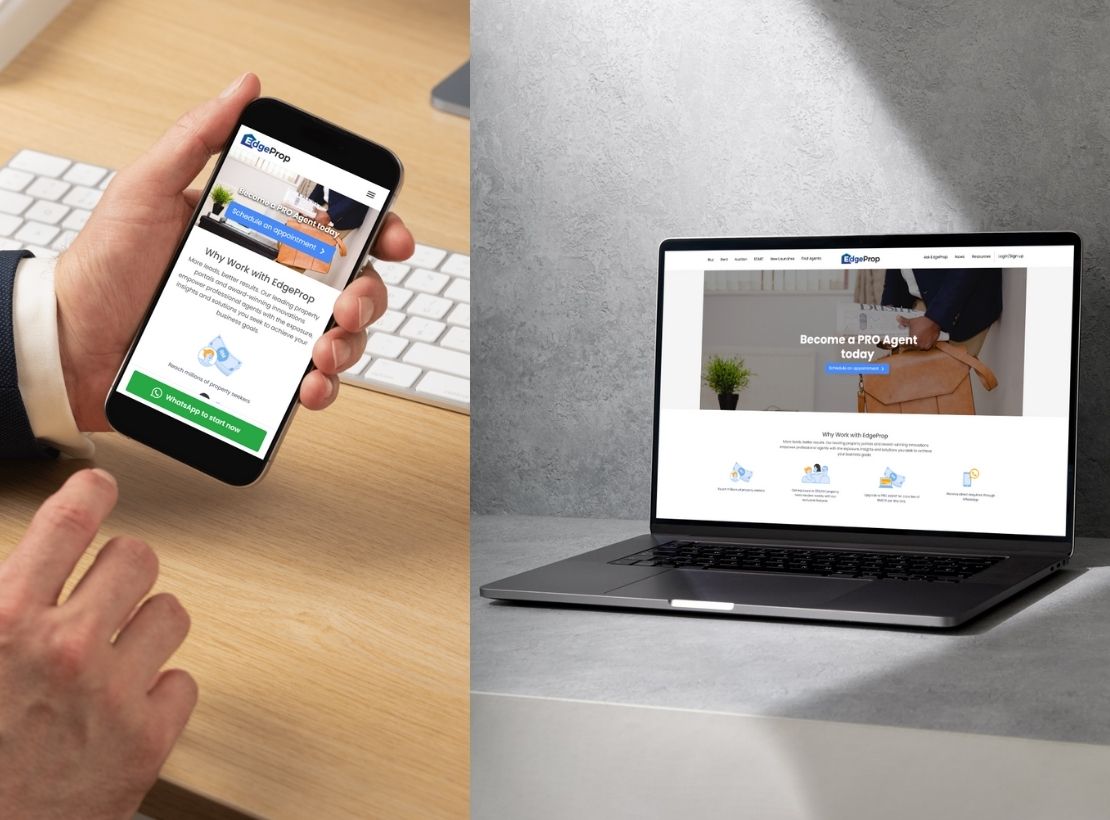 EdgeProp
Become a PRO Agent today
Schedule an appointment
Why Work with EdgeProp
More leads, better results. Our leading property
portals and award-winning innovations
empower professional agents with the exposure,
insights and solutions you seek to achieve your
business goals.
Reach millions of property seekers
WhatsApp to start now
Buy Rent Auction New Launches Find Agents EdgeProp Ask EdgeProp News Resources Login/Sign up
Become a PRO Agent
today
Schedule an appointment
Why Work with EdgeProp
More leads, better results. Our leading property portals and award-winning innovations
empower professional agents with the exposure, insights and solutions you seek to achieve
your business goals.
Reach millions of property seekers
Receive direct enquiries through
WhatsApp